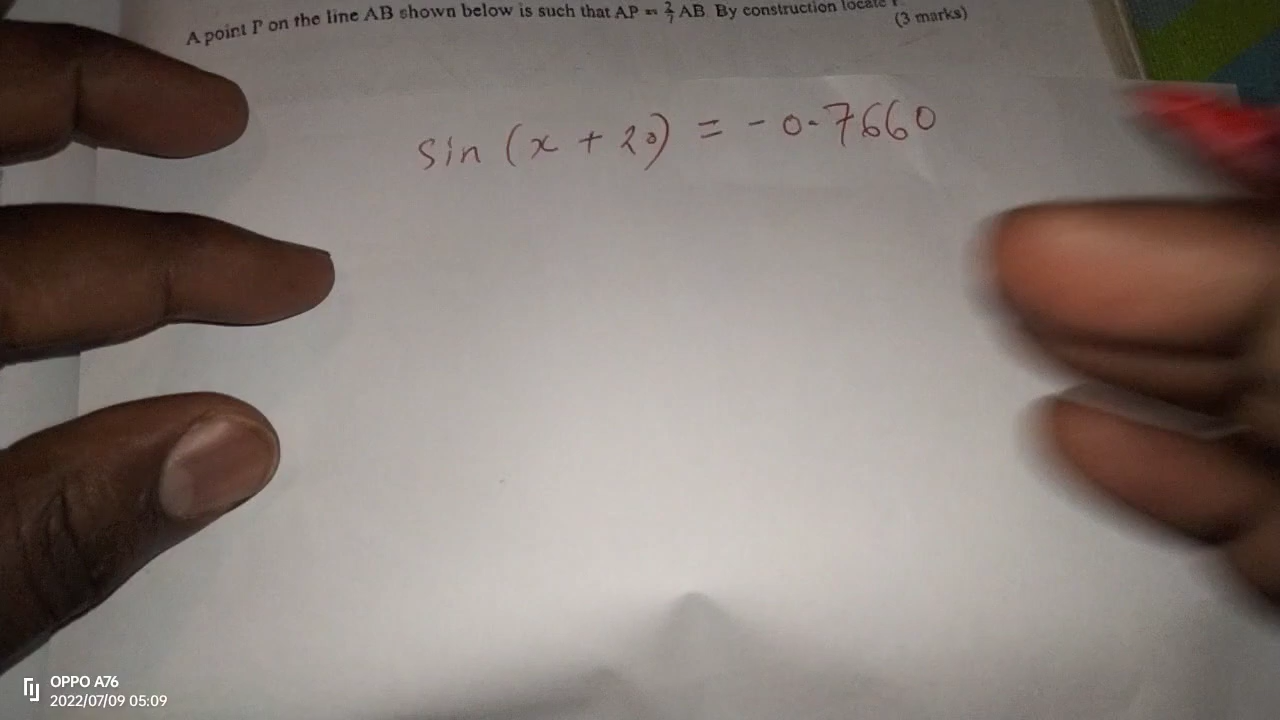 A point P on the line AB shown below is such that AP = 2/7 AB. By construction locate
(3 marks)
sin (x + 20) = - 0.7660
OPPO A76
2022/07/09 05:09